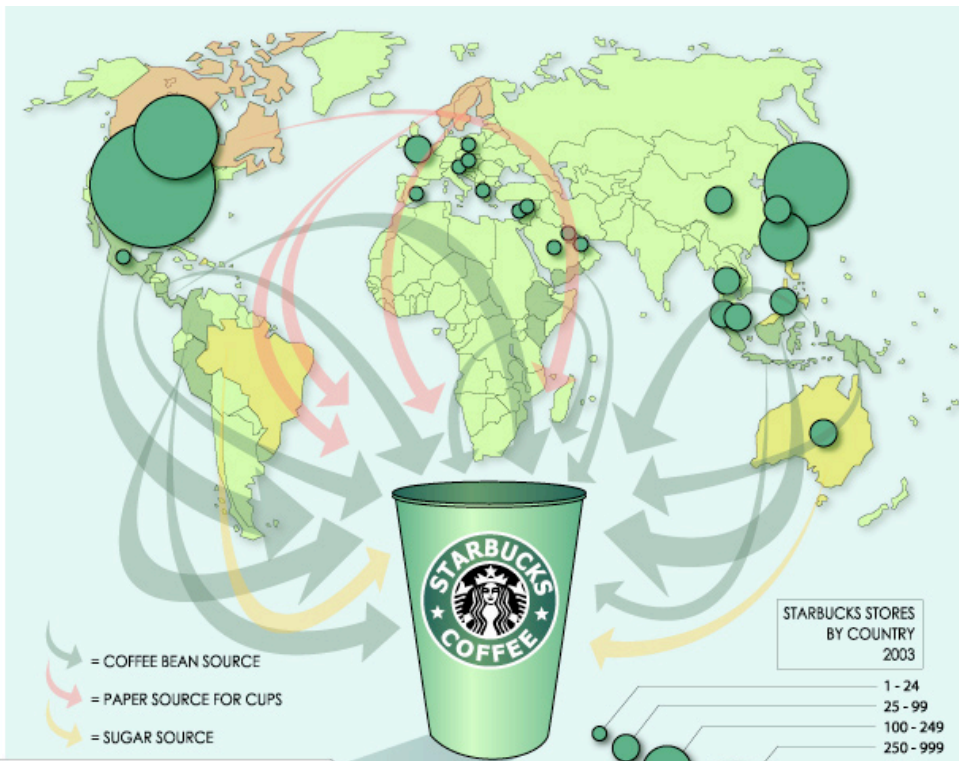 STARBUCKS
COFFEE
STARBUCKS STORES
BY COUNTRY
2003
= COFFEE BEAN SOURCE
= PAPER SOURCE FOR CUPS
= SUGAR SOURCE
1 - 24
25 - 99
100 - 249
250 - 999